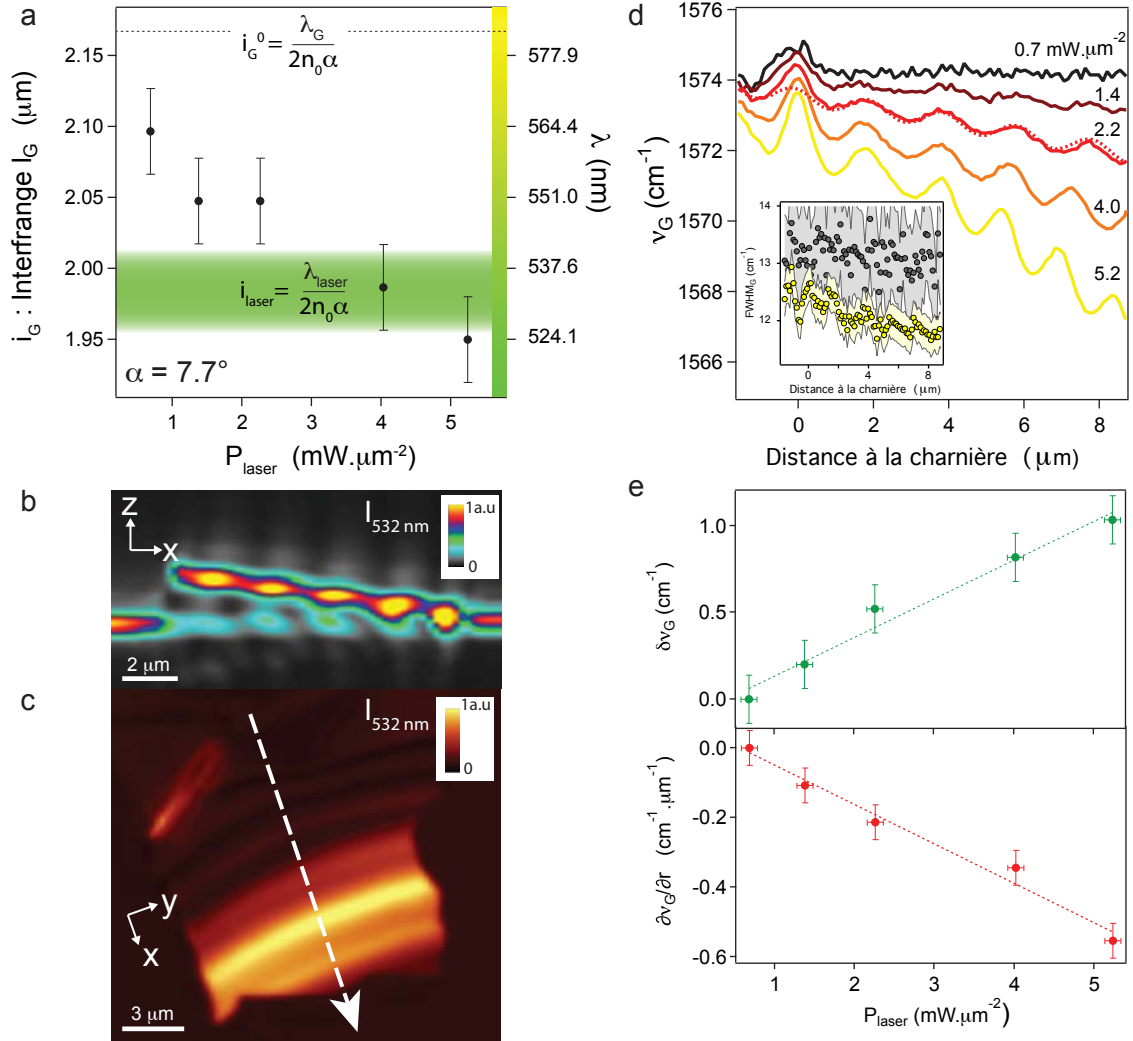 a
i_G : Interfrange I_G (μm)
2.15
2.10
2.05
2.00
1.95
i_G^0 = λ_G / 2n_0α
i_laser = λ_laser / 2n_0α
α = 7.7°
577.9
564.4
551.0
537.6
524.1
λ (nm)
1 2 3 4 5
P_laser (mW.μm^-2)
b
z
x
I_532 nm
1a.u
0
2 μm
c
I_532 nm
1a.u
0
y
x
3 μm
d
ν_G (cm^-1)
1576
1574
1572
1570
1568
1566
0.7 mW.μm^-2
1.4
2.2
4.0
5.2
FWHM_G (cm^-1)
14
13
12
0 4 8
Distance à la charnière (μm)
0 2 4 6 8
Distance à la charnière (μm)
e
δν_G (cm^-1)
1.0
0.5
0.0
∂ν_G/∂r (cm^-1.μm^-1)
0.0
-0.2
-0.4
-0.6
1 2 3 4 5
P_laser (mW.μm^-2)